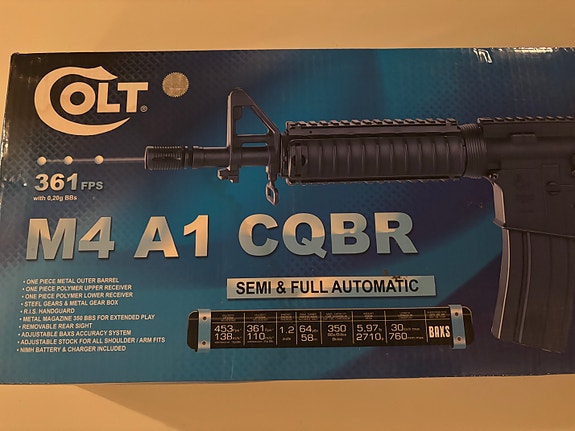 COLT®
361 FPS
with 0,20g BBs
M4 A1 CQBR
SEMI & FULL AUTOMATIC
• ONE PIECE METAL OUTER BARREL
• ONE PIECE POLYMER UPPER RECEIVER
• ONE PIECE POLYMER LOWER RECEIVER
• STEEL GEARS & METAL GEAR BOX
• R.I.S. HANDGUARD
• METAL MAGAZINE 350 BBS FOR EXTENDED PLAY
• REMOVABLE REAR SIGHT
• ADJUSTABLE BAXS ACCURACY SYSTEM
• ADJUSTABLE STOCK FOR ALL SHOULDER / ARM FITS
• NIMH BATTERY & CHARGER INCLUDED
453 361 FPS 1.2 64 350 5.97 30 BAXS
138 110 58 2710 760